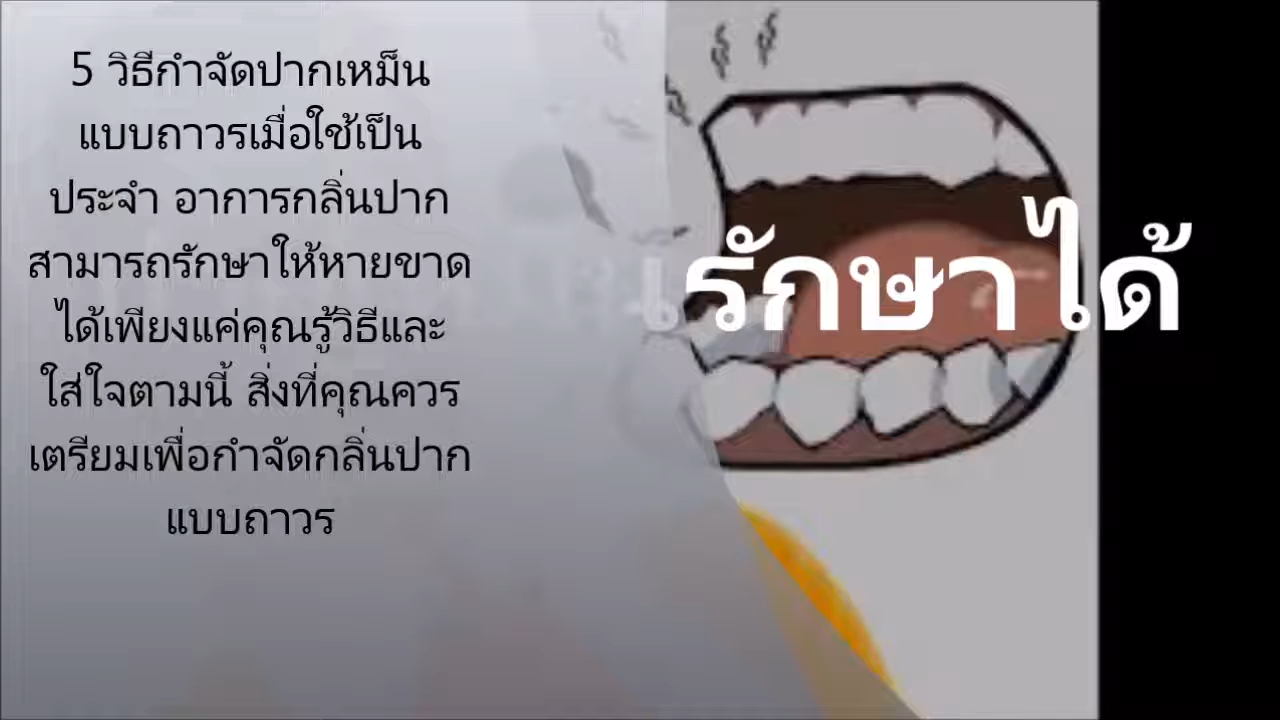 5 วิธีกำจัดปากเหม็น
แบบถาวรเมื่อใช้เป็น
ประจำ อาการกลิ่นปาก
สามารถรักษาให้หายขาด
ได้เพียงแค่คุณรู้วิธีและ
ใส่ใจตามนี้ สิ่งที่คุณควร
เตรียมเพื่อกำจัดกลิ่นปาก
แบบถาวร
รักษาได้